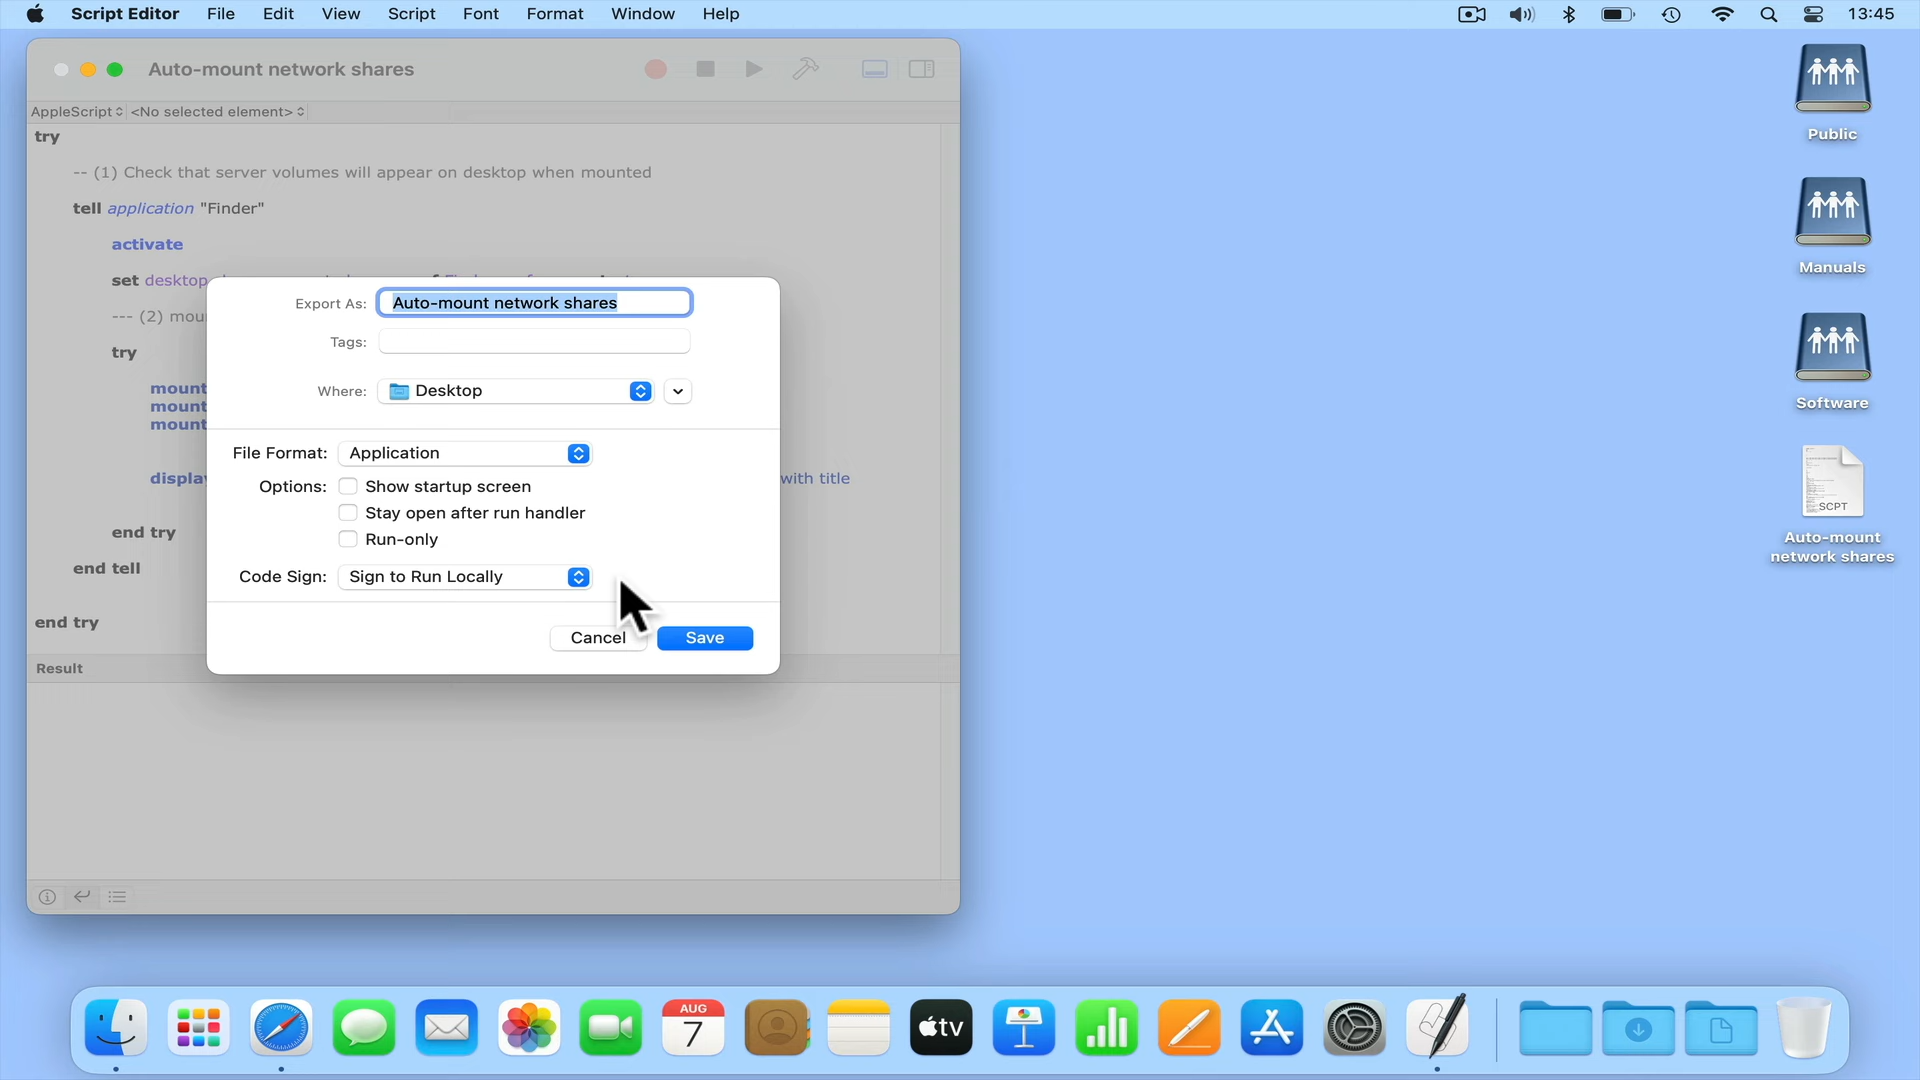 Script Editor File Edit View Script Font Format Window Help 13:45
Auto-mount network shares
AppleScript <No selected element>
try
-- (1) Check that server volumes will appear on desktop when mounted
tell application "Finder"
activate
set desktop
--- (2) mou
try
mount
mount
mount
display with title
end try
end tell
end try
Result
Export As: Auto-mount network shares
Tags:
Where: Desktop
File Format: Application
Options: Show startup screen
Stay open after run handler
Run-only
Code Sign: Sign to Run Locally
Cancel Save
Public
Manuals
Software
SCPT
Auto-mount
network shares
AUG
7
tv